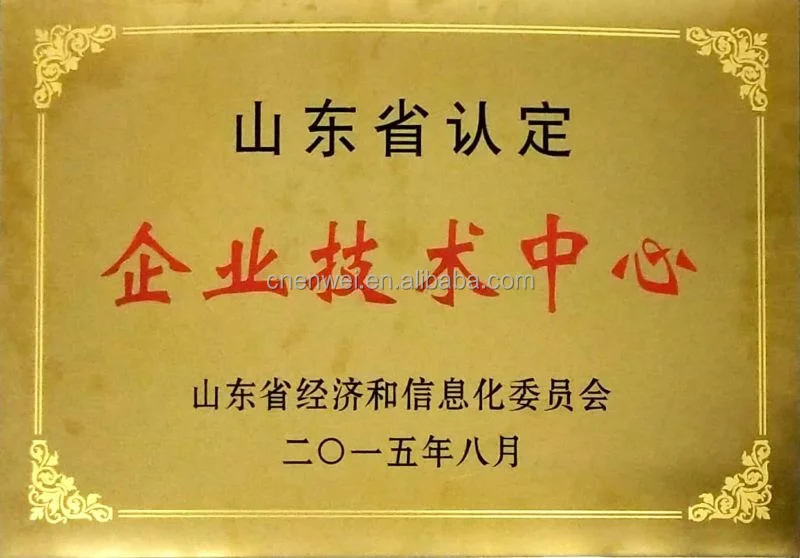 山东省认定
企业技术中心
cnenwei.en.alibaba.com
山东省经济和信息化委员会
二〇一五年八月